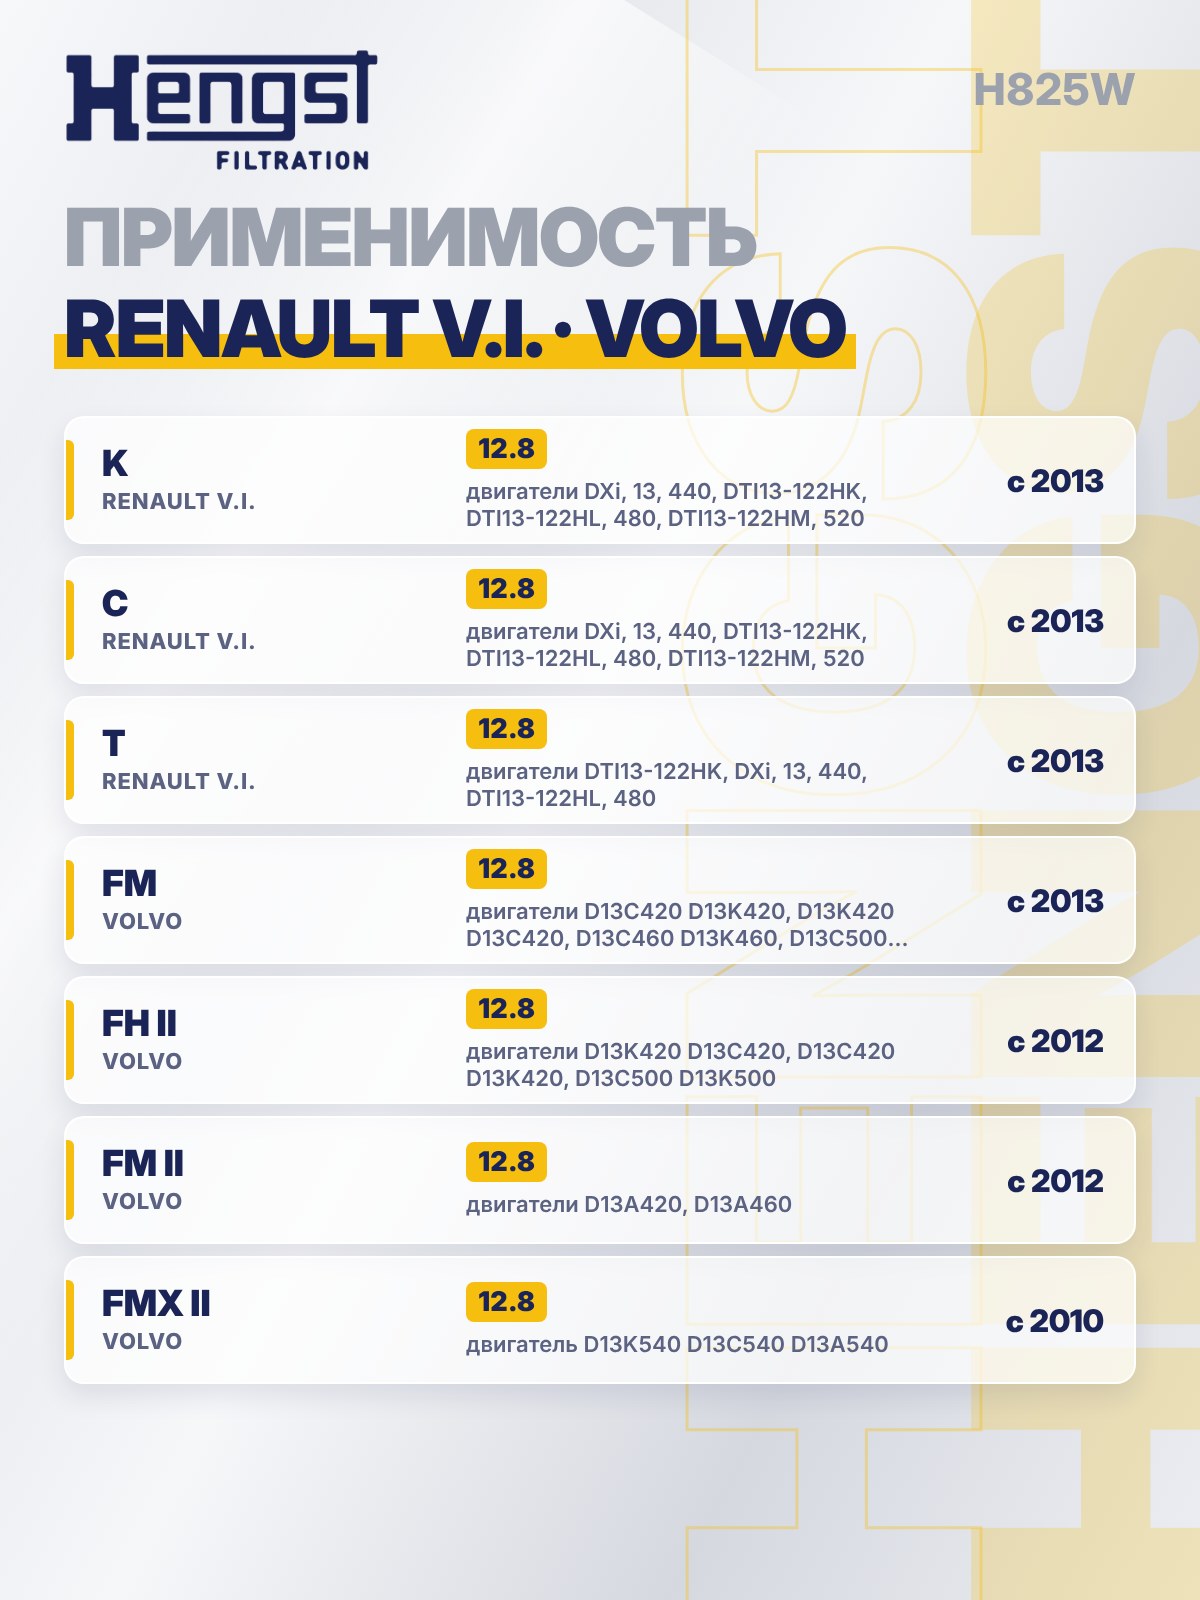 Hengst
FILTRATION
H825W
ПРИМЕНИМОСТЬ
RENAULT V.I. · VOLVO
K
RENAULT V.I.
12.8
двигатели DXi, 13, 440, DTI13-122HK,
DTI13-122HL, 480, DTI13-122HM, 520
с 2013
C
RENAULT V.I.
12.8
двигатели DXi, 13, 440, DTI13-122HK,
DTI13-122HL, 480, DTI13-122HM, 520
с 2013
T
RENAULT V.I.
12.8
двигатели DTI13-122HK, DXi, 13, 440,
DTI13-122HL, 480
с 2013
FM
VOLVO
12.8
двигатели D13C420 D13K420, D13K420
D13C420, D13C460 D13K460, D13C500...
с 2013
FH II
VOLVO
12.8
двигатели D13K420 D13C420, D13C420
D13K420, D13C500 D13K500
с 2012
FM II
VOLVO
12.8
двигатели D13A420, D13A460
с 2012
FMX II
VOLVO
12.8
двигатель D13K540 D13C540 D13A540
с 2010
HENGST
HENGST